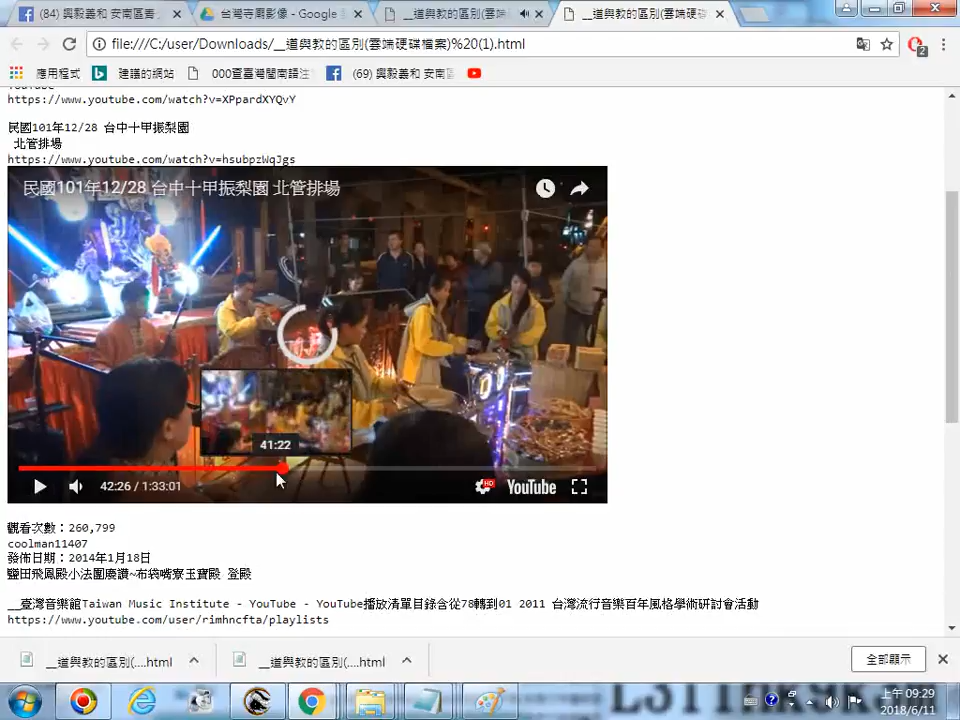 (84) 興毅義和 安南區青
台灣寺廟影像 - Google
__道與教的區別(雲端
__道與教的區別(雲端硬碟
file:///C:/user/Downloads/__道與教的區別(雲端硬碟檔案)%20(1).html
應用程式
建議的網站
000壹臺灣閩南語注
(69) 興毅義和 安南區
YouTube
https://www.youtube.com/watch?v=XPpardXYQvY
民國101年12/28 台中十甲振梨園
北管排場
https://www.youtube.com/watch?v=hsubpzWqJgs
民國101年12/28 台中十甲振梨園 北管排場
41:22
42:26 / 1:33:01
HD
YouTube
觀看次數：260,799
coolman11407
發佈日期：2014年1月18日
鹽田飛鳳殿小法團慶讚~布袋嘴寮玉寶殿 登殿
__臺灣音樂館Taiwan Music Institute - YouTube - YouTube播放清單目錄含從78轉到01 2011 台灣流行音樂百年風格學術研討會活動
https://www.youtube.com/user/rimhncfta/playlists
__道與教的區別(....html
__道與教的區別(....html
全部顯示
上午 09:29
2018/6/11